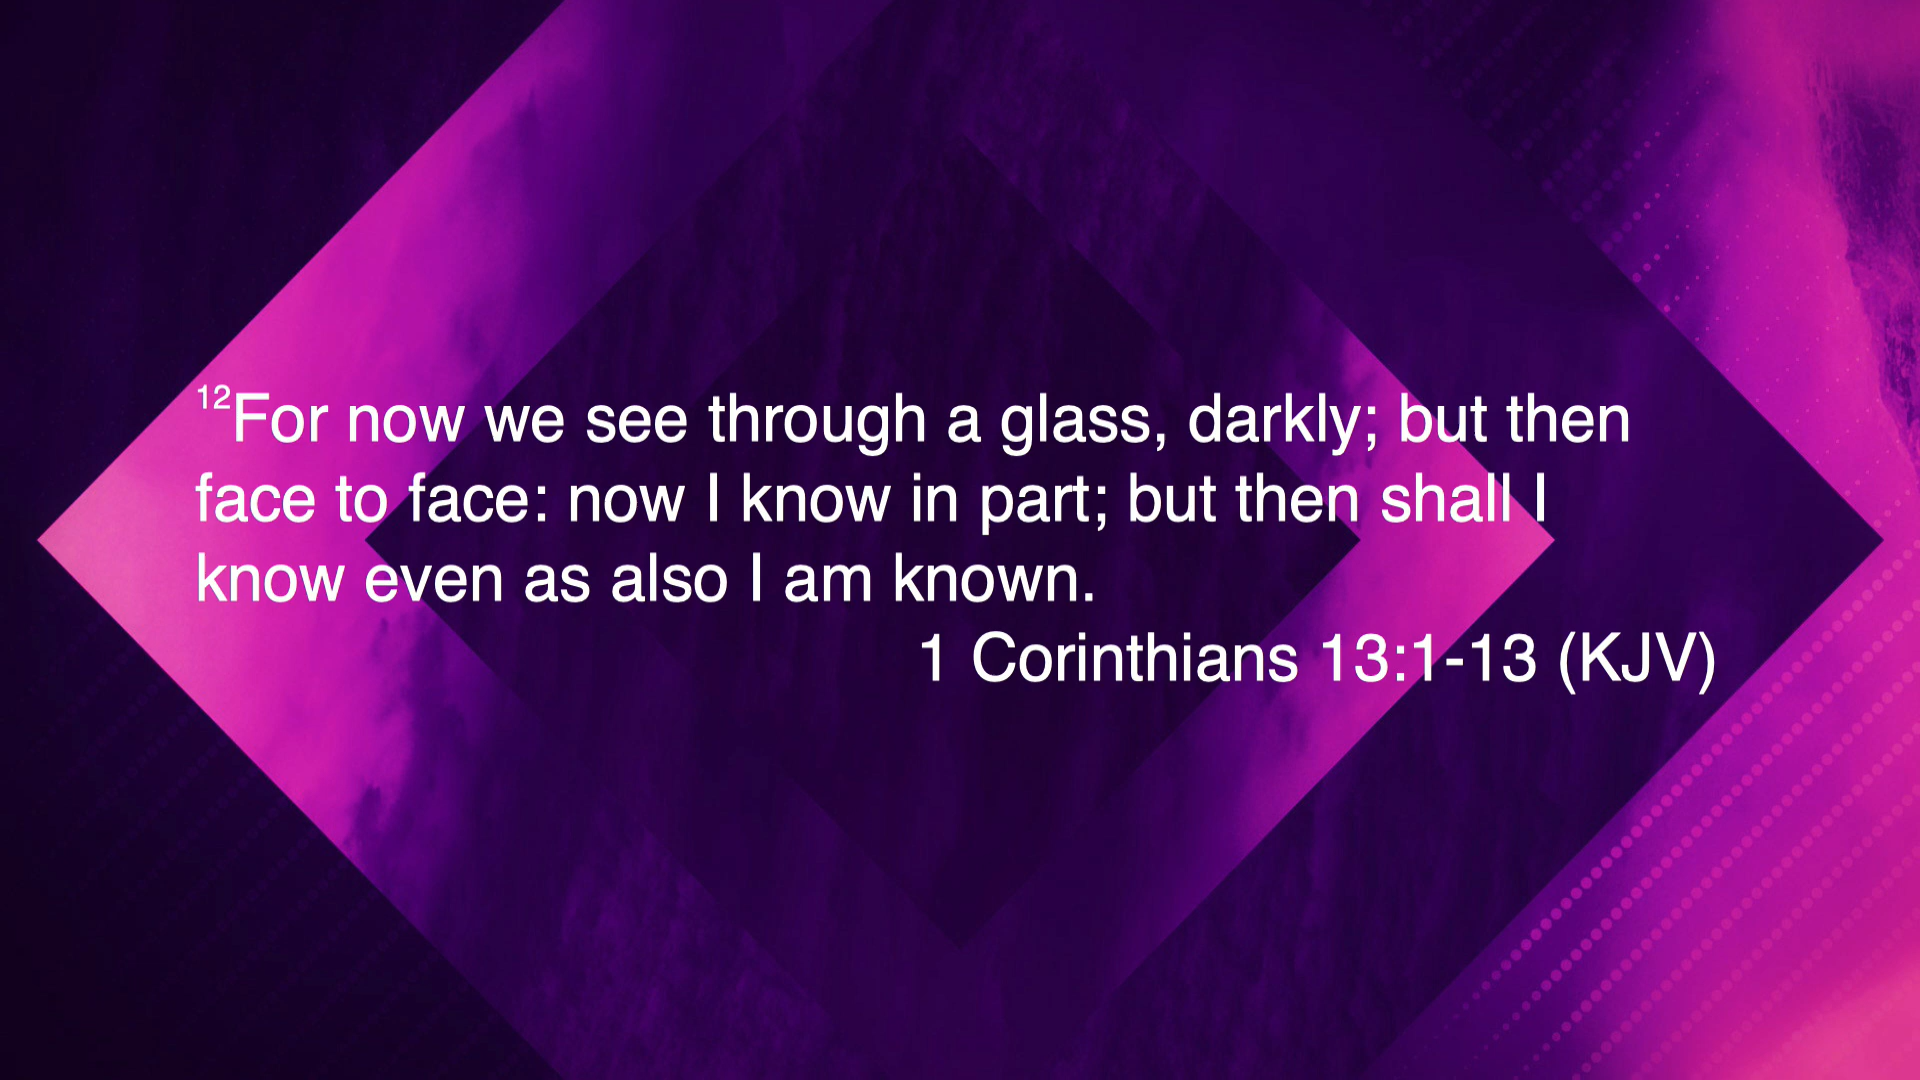 12For now we see through a glass, darkly; but then
face to face: now I know in part; but then shall I
know even as also I am known.
1 Corinthians 13:1-13 (KJV)